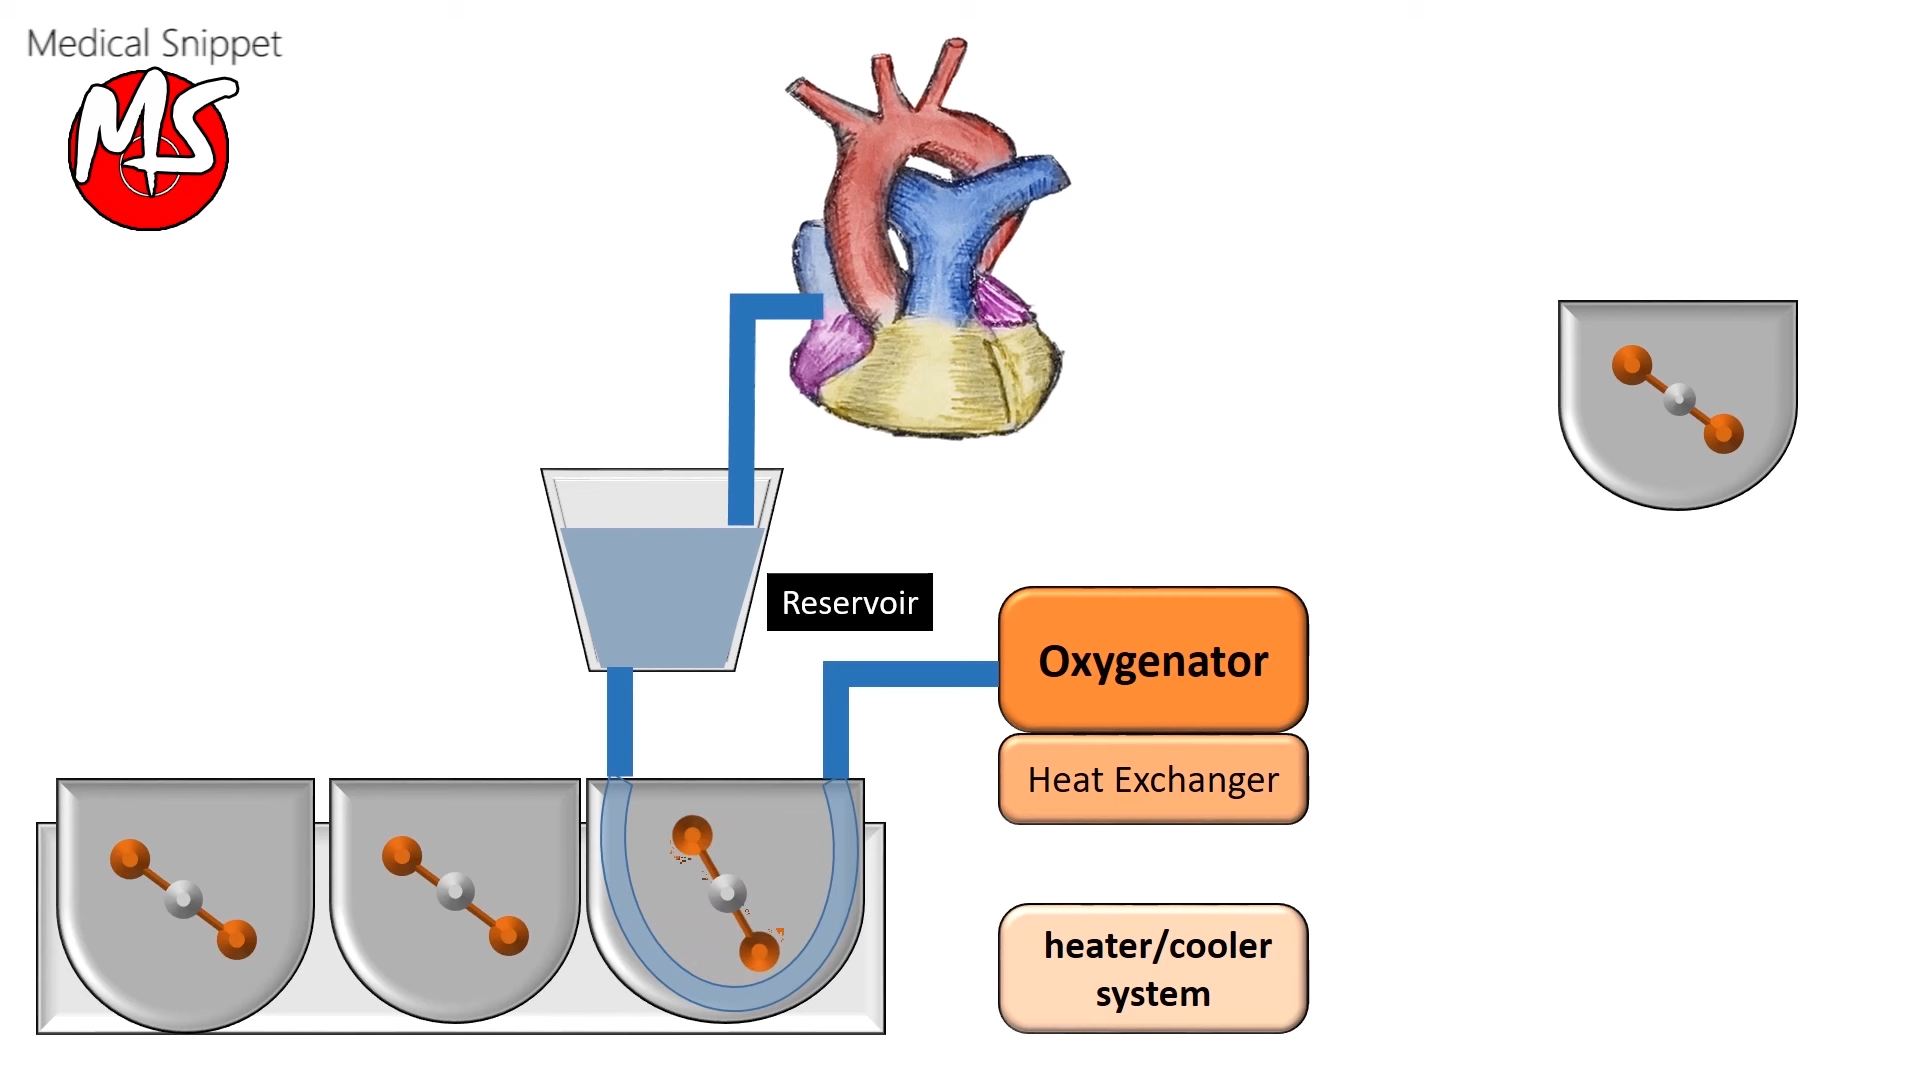 Medical Snippet
MS
Reservoir
Oxygenator
Heat Exchanger
heater/cooler
system